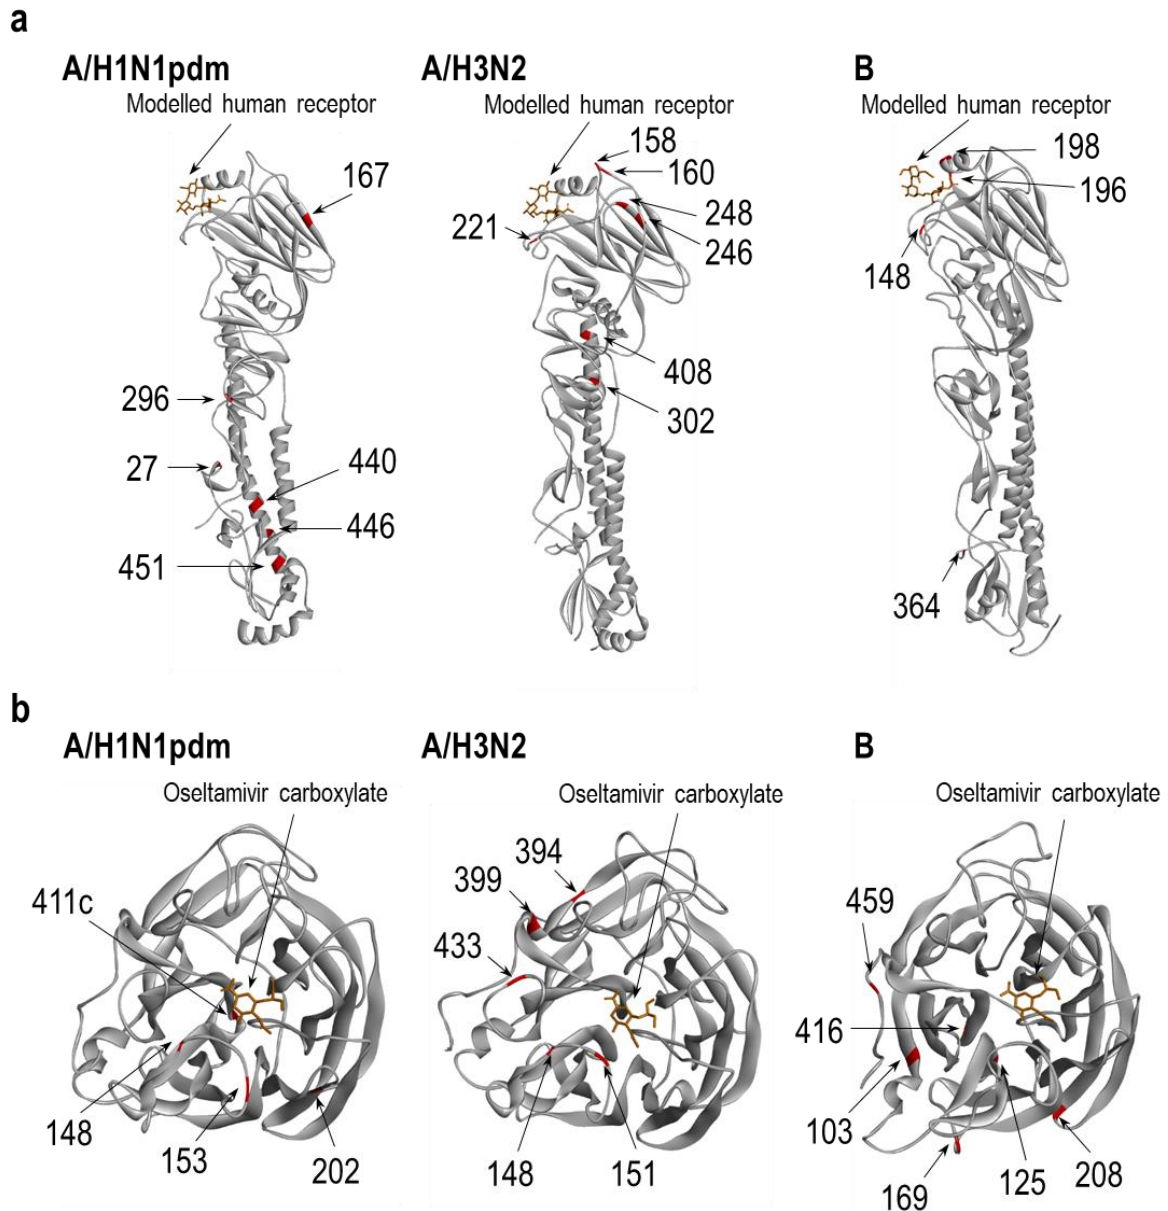 a
A/H1N1pdm
A/H3N2
B
Modelled human receptor
Modelled human receptor
Modelled human receptor
167
158
160
248
246
221
198
196
148
408
302
296
27
440
446
451
364
b
A/H1N1pdm
A/H3N2
B
Oseltamivir carboxylate
Oseltamivir carboxylate
Oseltamivir carboxylate
411c
148
153
202
394
399
433
148
151
459
416
103
169
125
208